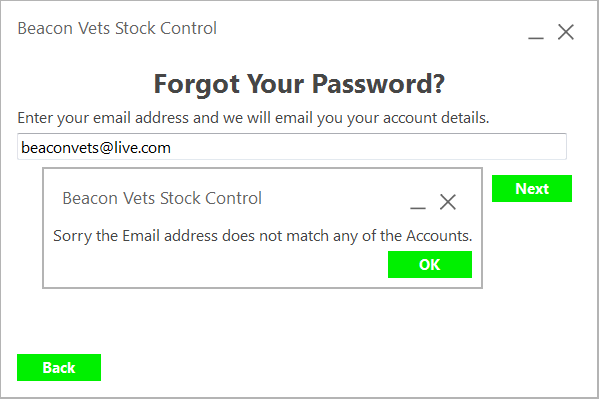 Beacon Vets Stock Control
Forgot Your Password?
Enter your email address and we will email you your account details.
beaconvets@live.com
Next
Beacon Vets Stock Control
Sorry the Email address does not match any of the Accounts.
OK
Back